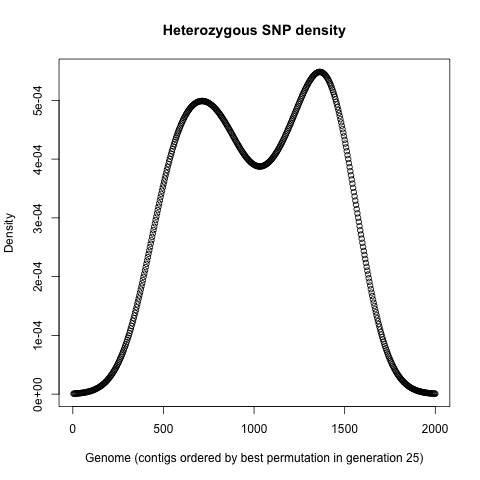 Heterozygous SNP density
Density
5e-04
4e-04
3e-04
2e-04
1e-04
0e+00
0 500 1000 1500 2000
Genome (contigs ordered by best permutation in generation 25)